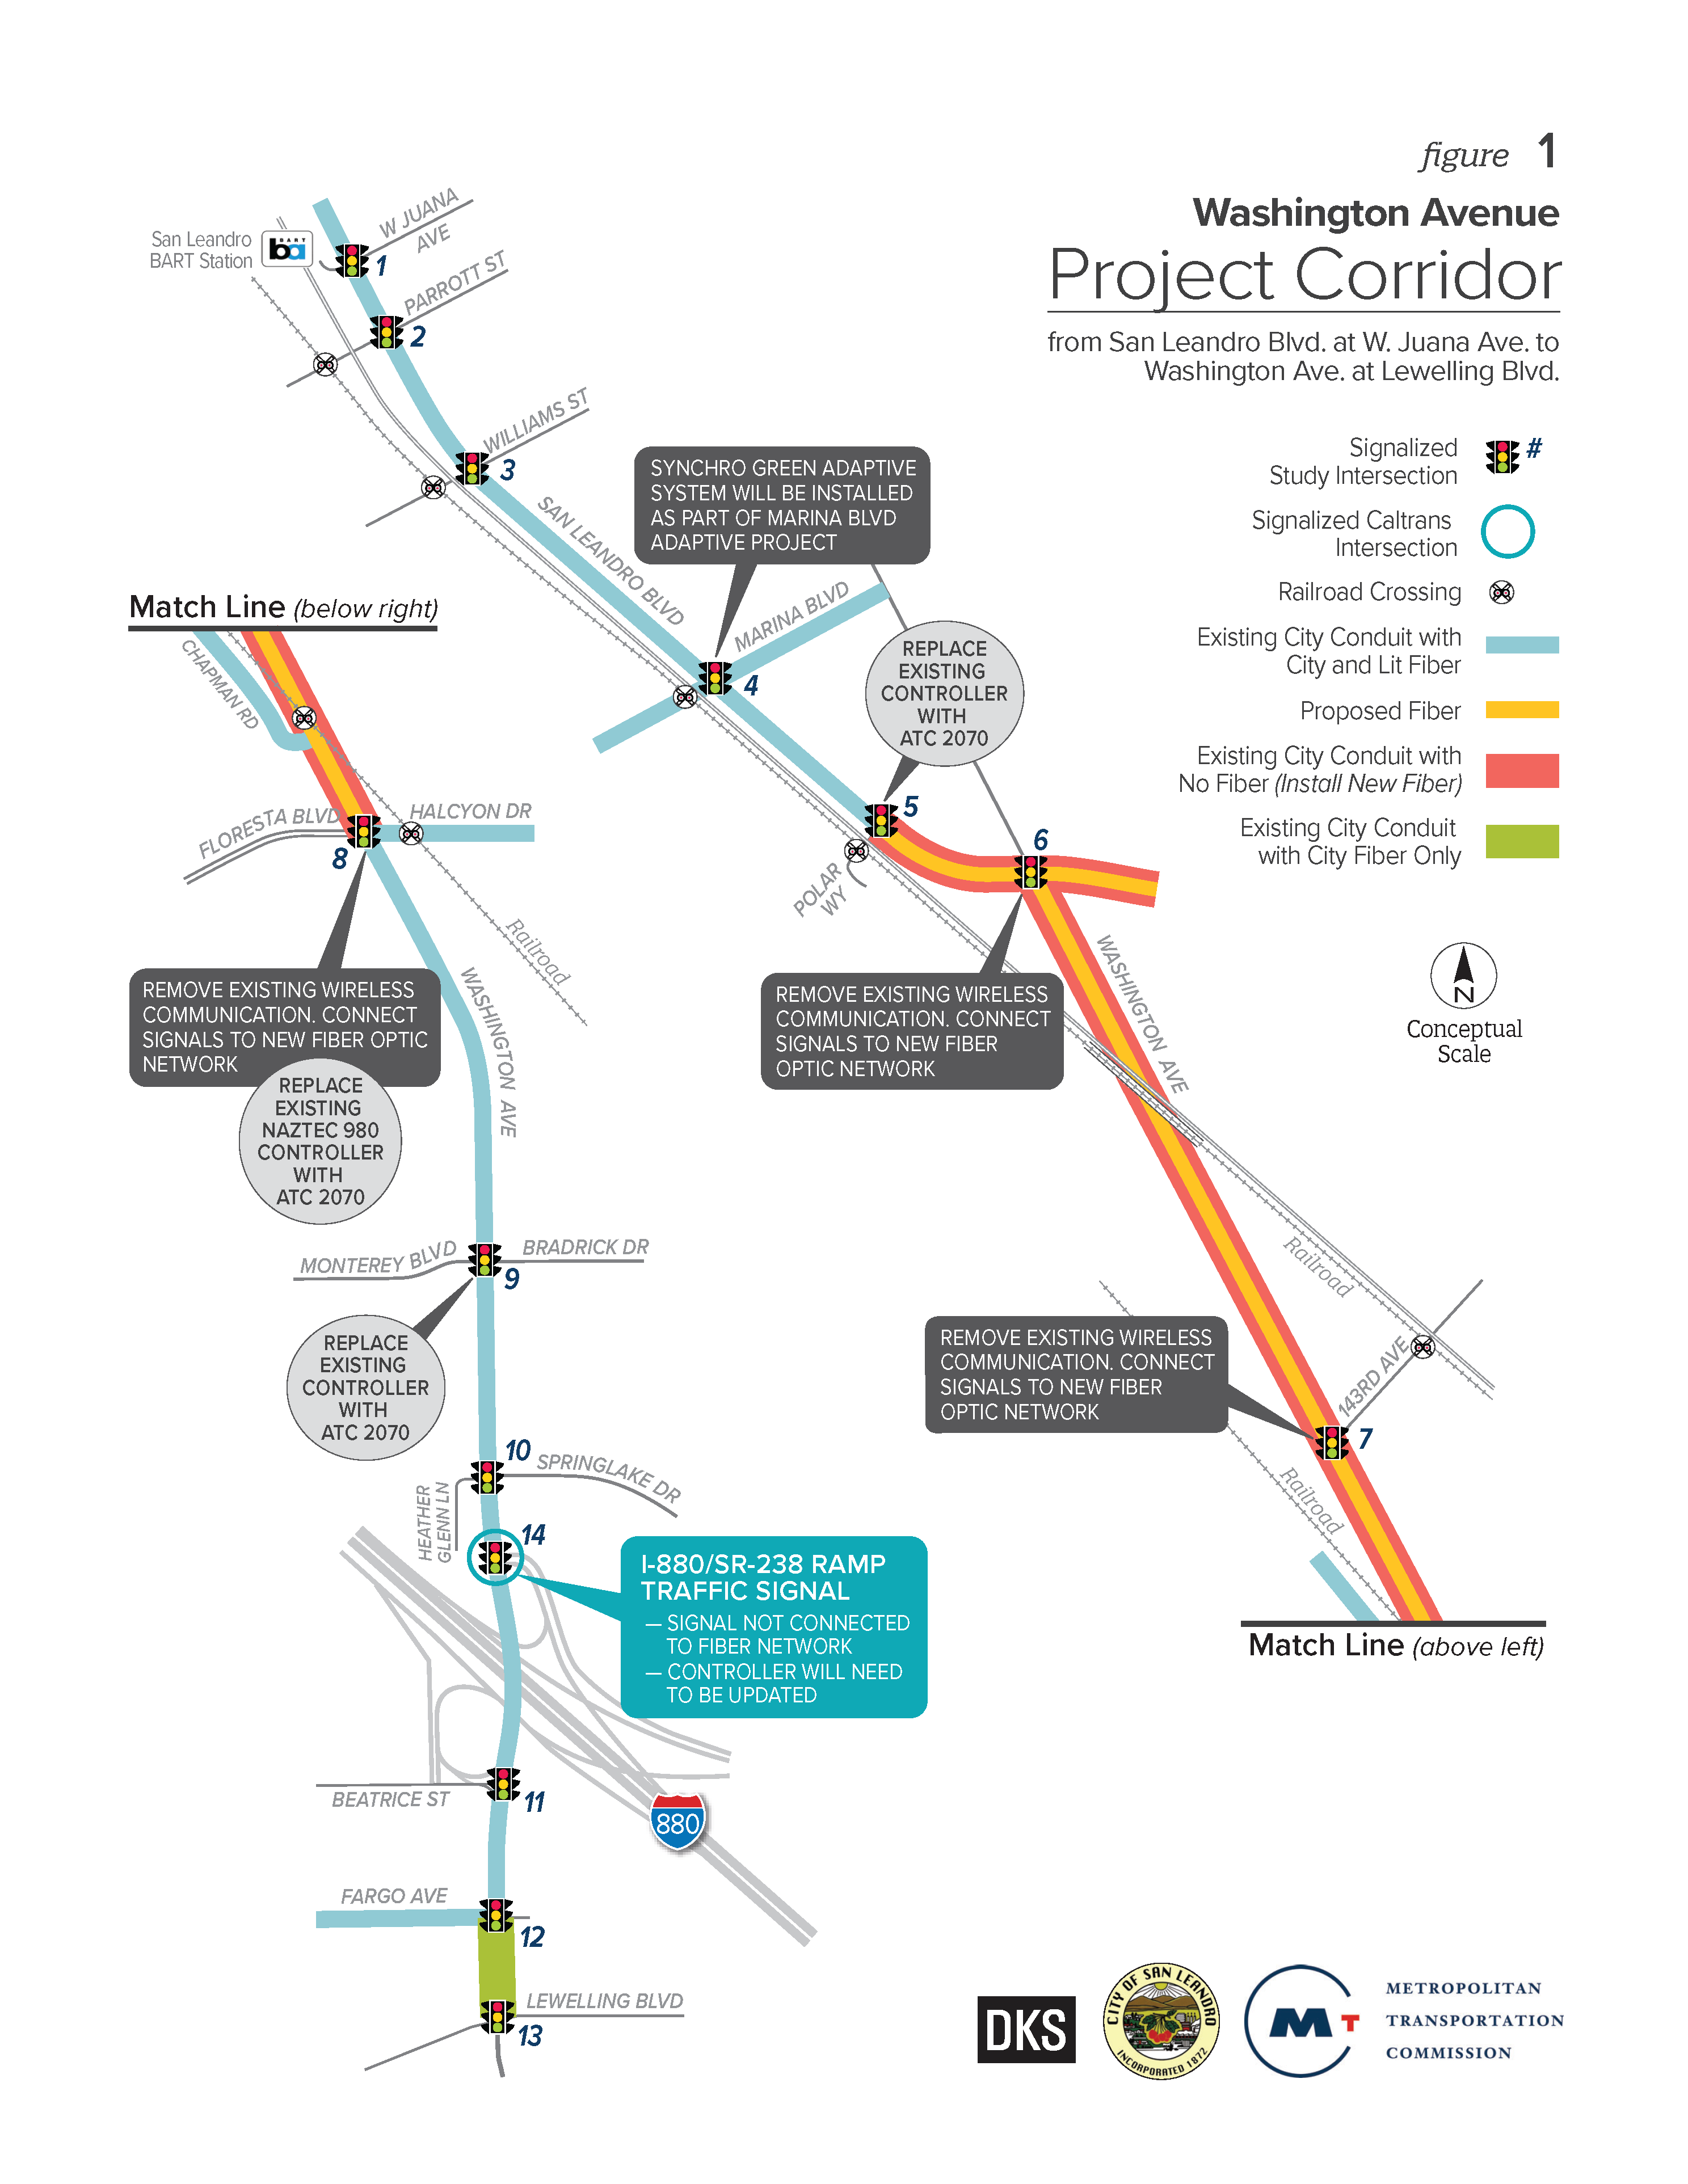 figure 1
Washington Avenue
Project Corridor
from San Leandro Blvd. at W. Juana Ave. to
Washington Ave. at Lewelling Blvd.
Signalized
Study Intersection
#
Signalized Caltrans
Intersection
Railroad Crossing
Existing City Conduit with
City and Lit Fiber
Proposed Fiber
Existing City Conduit with
No Fiber (Install New Fiber)
Existing City Conduit
with City Fiber Only
N
Conceptual
Scale
San Leandro
BART Station
BART
ba
W JUANA
AVE
1
PARROTT ST
2
WILLIAMS ST
3
SAN LEANDRO BLVD
SYNCHRO GREEN ADAPTIVE
SYSTEM WILL BE INSTALLED
AS PART OF MARINA BLVD
ADAPTIVE PROJECT
MARINA BLVD
4
REPLACE
EXISTING
CONTROLLER
WITH
ATC 2070
5
POLAR
WY
6
REMOVE EXISTING WIRELESS
COMMUNICATION. CONNECT
SIGNALS TO NEW FIBER
OPTIC NETWORK
WASHINGTON AVE
Railroad
143RD AVE
REMOVE EXISTING WIRELESS
COMMUNICATION. CONNECT
SIGNALS TO NEW FIBER
OPTIC NETWORK
7
Railroad
Match Line (above left)
Match Line (below right)
CHAPMAN RD
FLORESTA BLVD
HALCYON DR
8
Railroad
REMOVE EXISTING WIRELESS
COMMUNICATION. CONNECT
SIGNALS TO NEW FIBER OPTIC
NETWORK
REPLACE
EXISTING
NAZTEC 980
CONTROLLER
WITH
ATC 2070
WASHINGTON AVE
MONTEREY BLVD
BRADRICK DR
9
REPLACE
EXISTING
CONTROLLER
WITH
ATC 2070
10
SPRINGLAKE DR
HEATHER
GLENN LN
14
I-880/SR-238 RAMP
TRAFFIC SIGNAL
— SIGNAL NOT CONNECTED
TO FIBER NETWORK
— CONTROLLER WILL NEED
TO BE UPDATED
BEATRICE ST
11
880
FARGO AVE
12
LEWELLING BLVD
13
DKS
CITY OF SAN LEANDRO
INCORPORATED 1872
MT
METROPOLITAN
TRANSPORTATION
COMMISSION